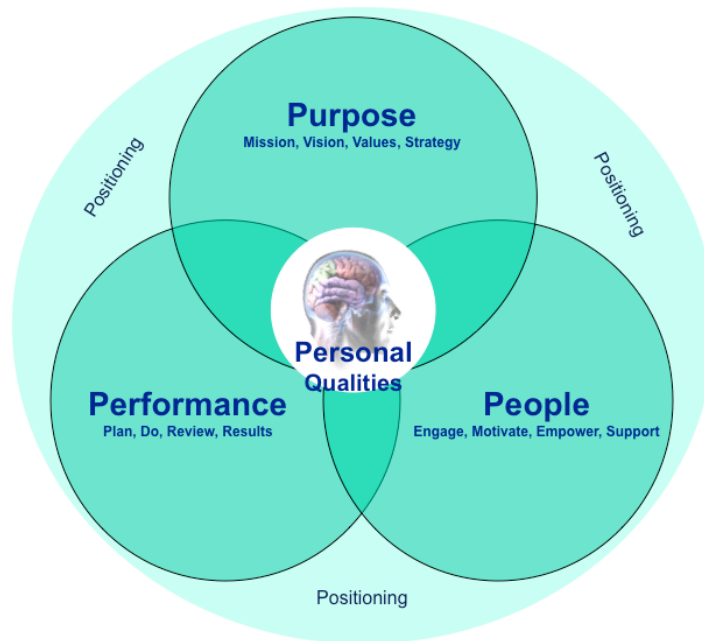 Purpose
Mission, Vision, Values, Strategy
Positioning
Positioning
Personal
Qualities
Performance
Plan, Do, Review, Results
People
Engage, Motivate, Empower, Support
Positioning